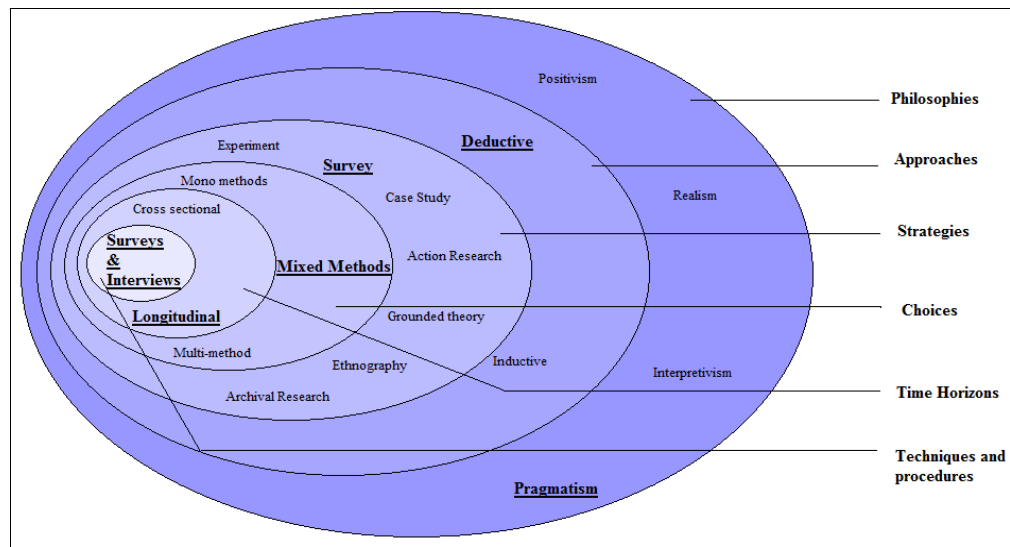 Positivism
Philosophies
Deductive
Experiment
Survey
Approaches
Mono methods
Case Study
Realism
Cross sectional
Strategies
Surveys
&
Interviews
Mixed Methods
Action Research
Longitudinal
Grounded theory
Choices
Multi-method
Ethnography
Inductive
Interpretivism
Archival Research
Time Horizons
Techniques and
procedures
Pragmatism